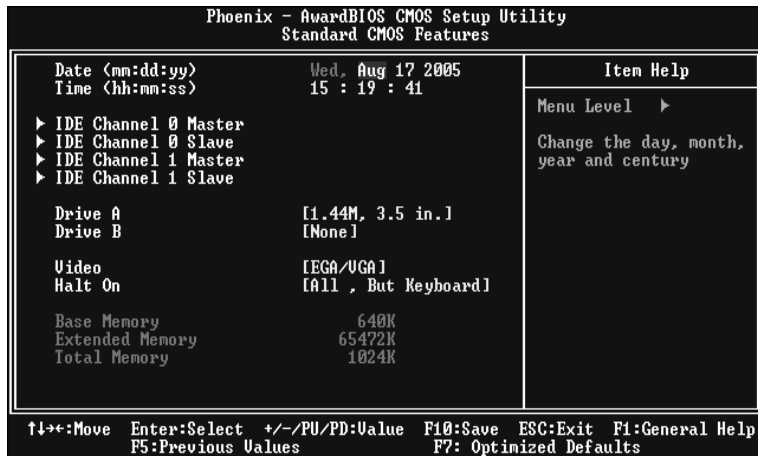 Phoenix - AwardBIOS CMOS Setup Utility
Standard CMOS Features
Date (mm:dd:yy) Wed, Aug 17 2005
Time (hh:mm:ss) 15 : 19 : 41
▶ IDE Channel 0 Master
▶ IDE Channel 0 Slave
▶ IDE Channel 1 Master
▶ IDE Channel 1 Slave
Drive A [1.44M, 3.5 in.]
Drive B [None]
Video [EGA/VGA]
Halt On [All , But Keyboard]
Base Memory 640K
Extended Memory 65472K
Total Memory 1024K
Item Help
Menu Level ▶
Change the day, month,
year and century
↑↓→←:Move Enter:Select +/-/PU/PD:Value F10:Save ESC:Exit F1:General Help
F5:Previous Values F7: Optimized Defaults